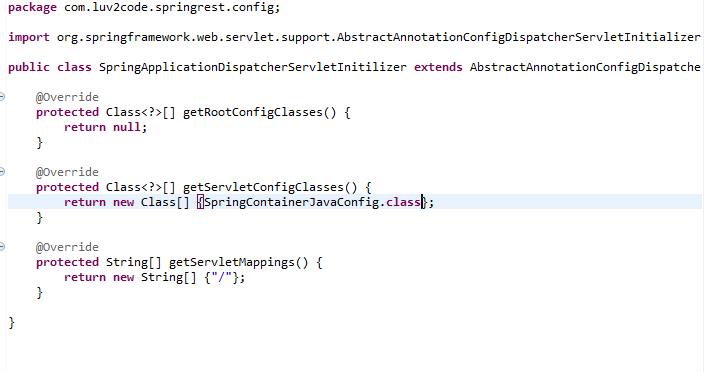 package com.luv2code.springrest.config;
import org.springframework.web.servlet.support.AbstractAnnotationConfigDispatcherServletInitializer
public class SpringApplicationDispatcherServletInitilizer extends AbstractAnnotationConfigDispatche
@Override
protected Class<?>[] getRootConfigClasses() {
return null;
}
@Override
protected Class<?>[] getServletConfigClasses() {
return new Class[] {SpringContainerJavaConfig.class};
}
@Override
protected String[] getServletMappings() {
return new String[] {"/"};
}
}